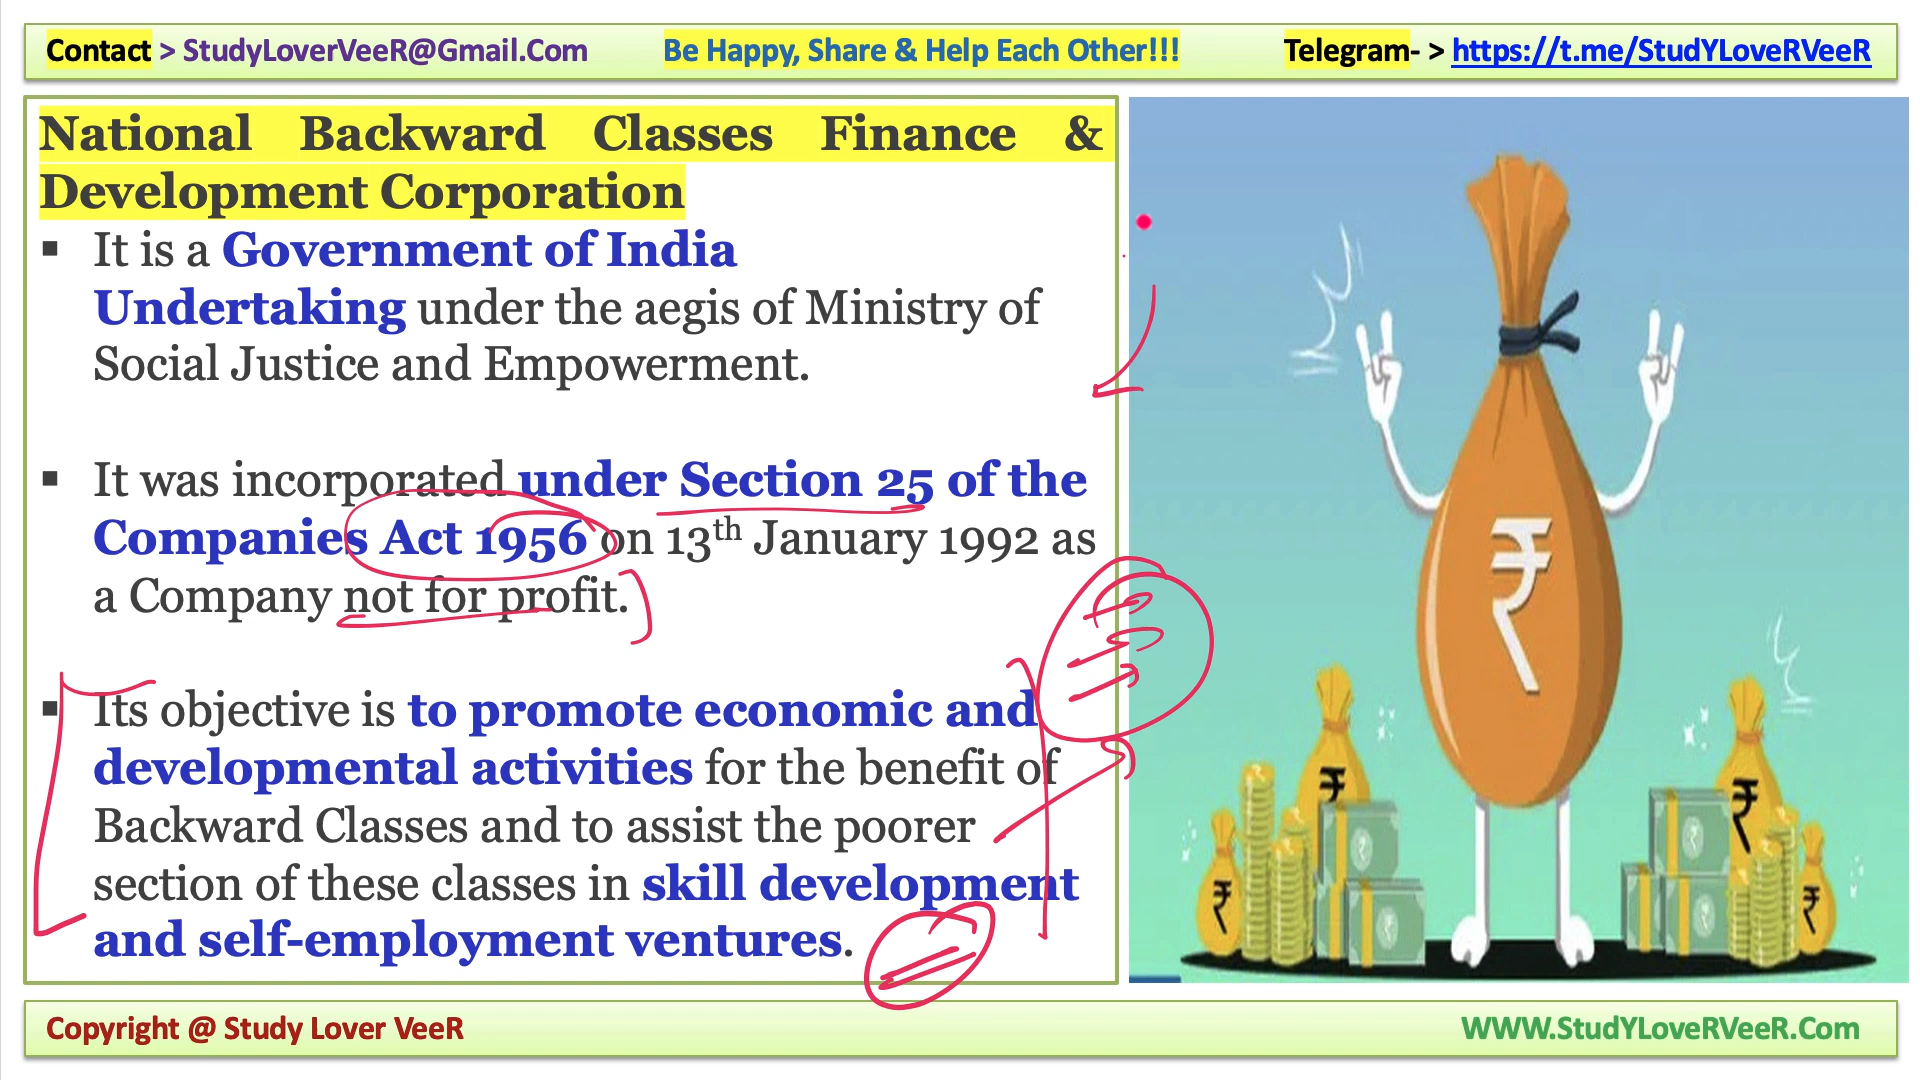 Contact > StudyLoverVeeR@Gmail.Com Be Happy, Share & Help Each Other!!! Telegram- > https://t.me/StudYLoveRVeeR
National Backward Classes Finance &
Development Corporation
▪ It is a Government of India
Undertaking under the aegis of Ministry of
Social Justice and Empowerment.
▪ It was incorporated under Section 25 of the
Companies Act 1956 on 13th January 1992 as
a Company not for profit.
▪ Its objective is to promote economic and
developmental activities for the benefit of
Backward Classes and to assist the poorer
section of these classes in skill development
and self-employment ventures.
₹
₹
₹
₹
₹
₹
₹
₹
₹
Copyright @ Study Lover VeeR WWW.StudYLoveRVeeR.Com